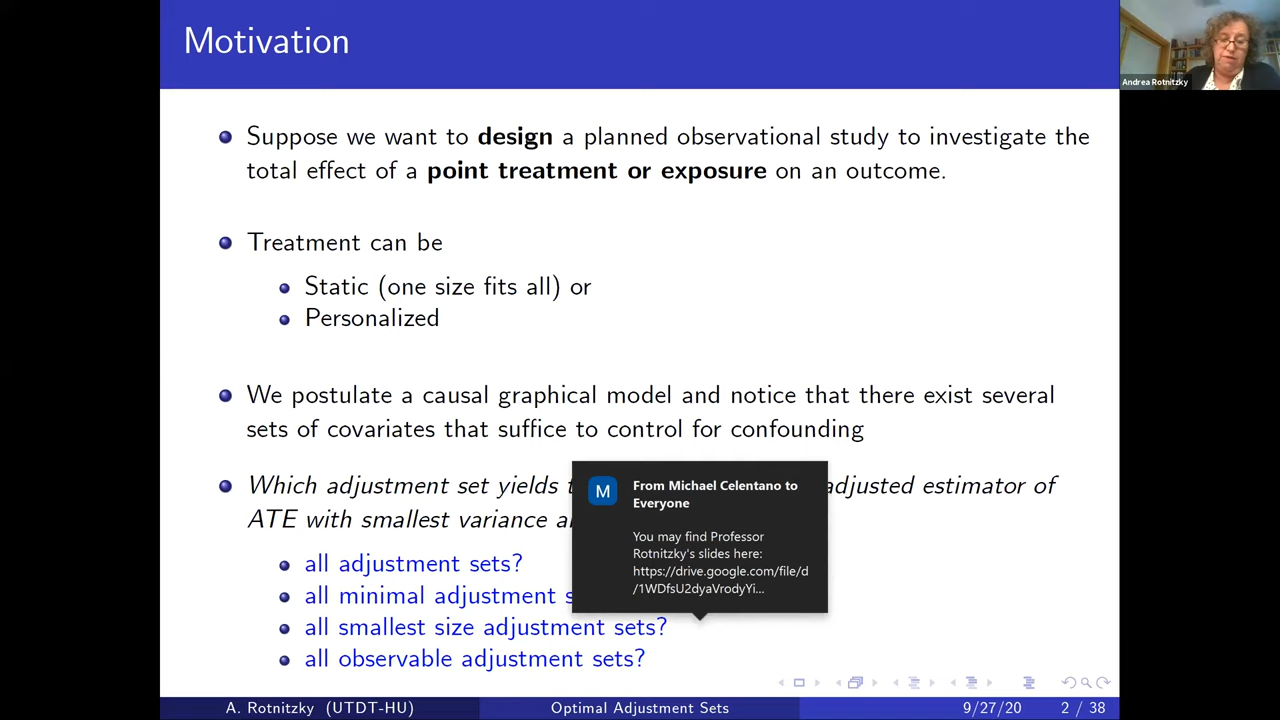 Motivation
Andrea Rotnitzky
Suppose we want to design a planned observational study to investigate the
total effect of a point treatment or exposure on an outcome.
Treatment can be
Static (one size fits all) or
Personalized
We postulate a causal graphical model and notice that there exist several
sets of covariates that suffice to control for confounding
Which adjustment set yields adjusted estimator of
ATE with smallest variance
all adjustment sets?
all minimal adjustment
all smallest size adjustment sets?
all observable adjustment sets?
M
From Michael Celentano to
Everyone
You may find Professor
Rotnitzky's slides here:
https://drive.google.com/file/d
/1WDfsU2dyaVrodyYi...
A. Rotnitzky (UTDT-HU) Optimal Adjustment Sets 9/27/20 2 / 38